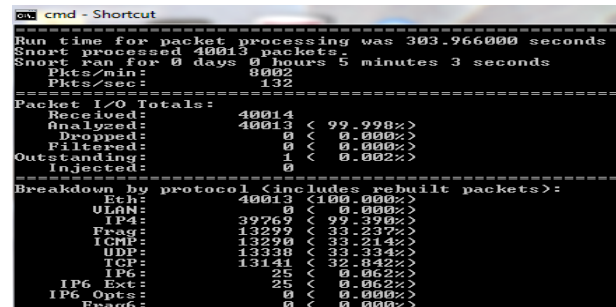 cmd - Shortcut
Run time for packet processing was 303.966000 seconds
Snort processed 40013 packets.
Snort ran for 0 days 0 hours 5 minutes 3 seconds
Pkts/min: 8002
Pkts/sec: 132
Packet I/O Totals:
Received: 40014
Analyzed: 40013 ( 99.998%)
Dropped: 0 ( 0.000%)
Filtered: 0 ( 0.000%)
Outstanding: 1 ( 0.002%)
Injected: 0
Breakdown by protocol (includes rebuilt packets):
Eth: 40013 (100.000%)
VLAN: 0 ( 0.000%)
IP4: 39769 ( 99.390%)
Frag: 13299 ( 33.237%)
ICMP: 13290 ( 33.214%)
UDP: 13338 ( 33.334%)
TCP: 13141 ( 32.842%)
IP6: 25 ( 0.062%)
IP6 Ext: 25 ( 0.062%)
IP6 Opts: 0 ( 0.000%)
Frag6: 0 ( 0.000%)